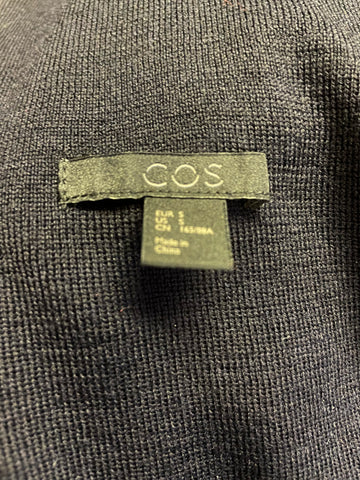 COS
EUR S
US S
CN 165/88A
Made in
China